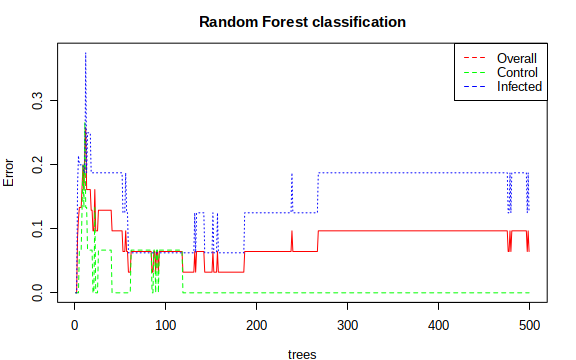 Random Forest classification
Overall
Control
Infected
Error
0.0
0.1
0.2
0.3
0
100
200
300
400
500
trees